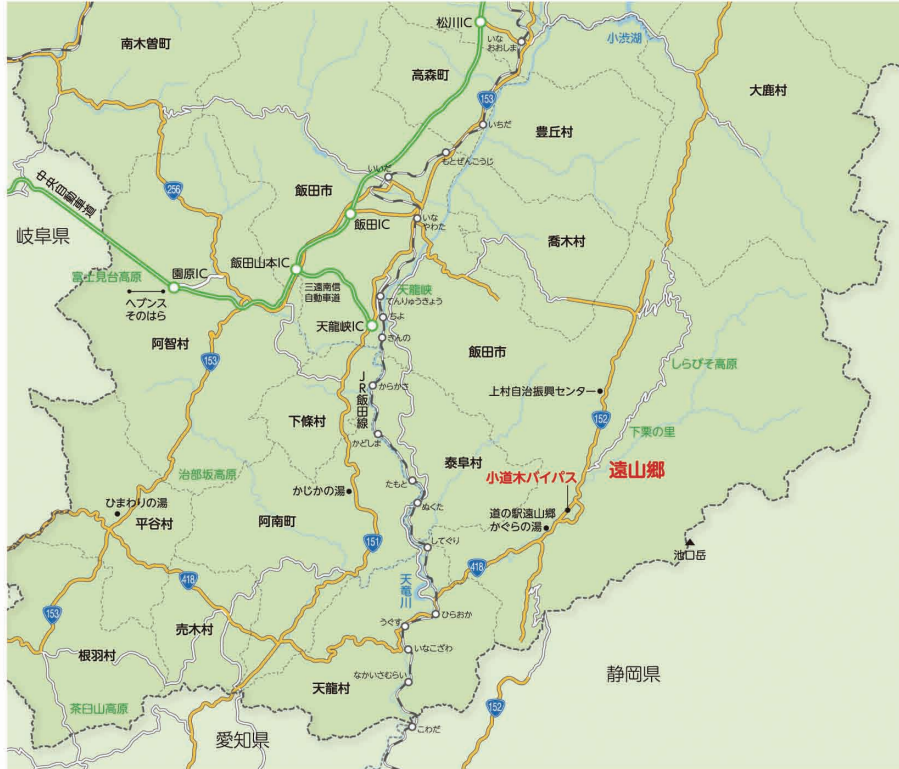 松川IC
南木曽町
いな
おおしま
小渋湖
高森町
大鹿村
153
いちだ
豊丘村
もとぜんこうじ
いいだ
中央自動車道
256
飯田市
いな
やわた
飯田IC
岐阜県
喬木村
飯田山本IC
富士見台高原
園原IC
三遠南信
自動車道
天龍峡
てんりゅうきょう
ヘブンス
そのはら
ちよ
天龍峡IC
きんの
阿智村
飯田市
153
しらびそ高原
JR飯田線
からかさ
上村自治振興センター
下條村
152
下栗の里
かどしま
泰阜村
遠山郷
治部坂高原
小道木バイパス
たもと
かじかの湯
ひまわりの湯
ぬくた
道の駅遠山郷
かぐらの湯
平谷村
阿南町
151
してぐり
池口岳
418
418
天竜川
153
ひらおか
うぐす
売木村
根羽村
いなこざわ
静岡県
なかいさむらい
天龍村
茶臼山高原
152
こわだ
愛知県